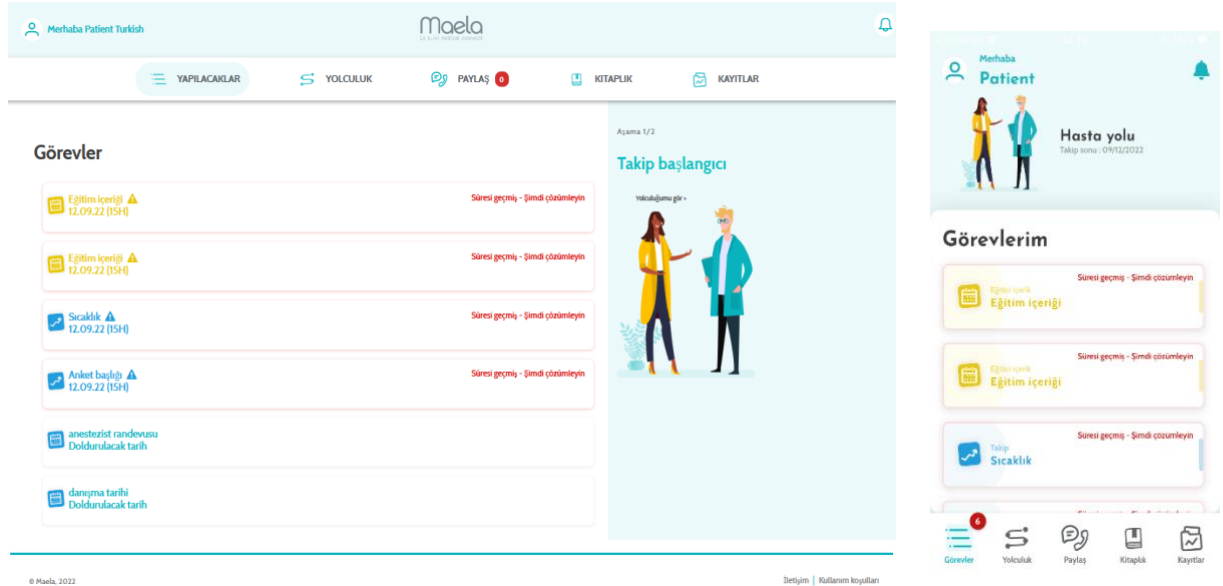 Merhaba Patient Turkish
Maela
YAPILACAKLAR
YOLCULUK
PAYLAŞ 0
KITAPLIK
KAYITLAR
Görevler
Eğitim içeriği
12.09.22 (15H)
Süresi geçmiş - Şimdi çözümleyin
Eğitim içeriği
12.09.22 (15H)
Süresi geçmiş - Şimdi çözümleyin
Sıcaklık
12.09.22 (15H)
Süresi geçmiş - Şimdi çözümleyin
Anket başlığı
12.09.22 (15H)
Süresi geçmiş - Şimdi çözümleyin
anestezist randevusu
Doldurulacak tarih
danışma tarihi
Doldurulacak tarih
Aşama 1/2
Takip başlangıcı
Yolculuğumu gör >
© Maela, 2022
İletişim | Kullanım koşulları
Merhaba
Patient
Hasta yolu
Takip sonu : 09/12/2022
Görevlerim
Süresi geçmiş - Şimdi çözümleyin
Eğitici içerik
Eğitim içeriği
Süresi geçmiş - Şimdi çözümleyin
Eğitici içerik
Eğitim içeriği
Süresi geçmiş - Şimdi çözümleyin
Takip
Sıcaklık
6
Görevler
Yolculuk
Paylaş
Kitaplık
Kayıtlar